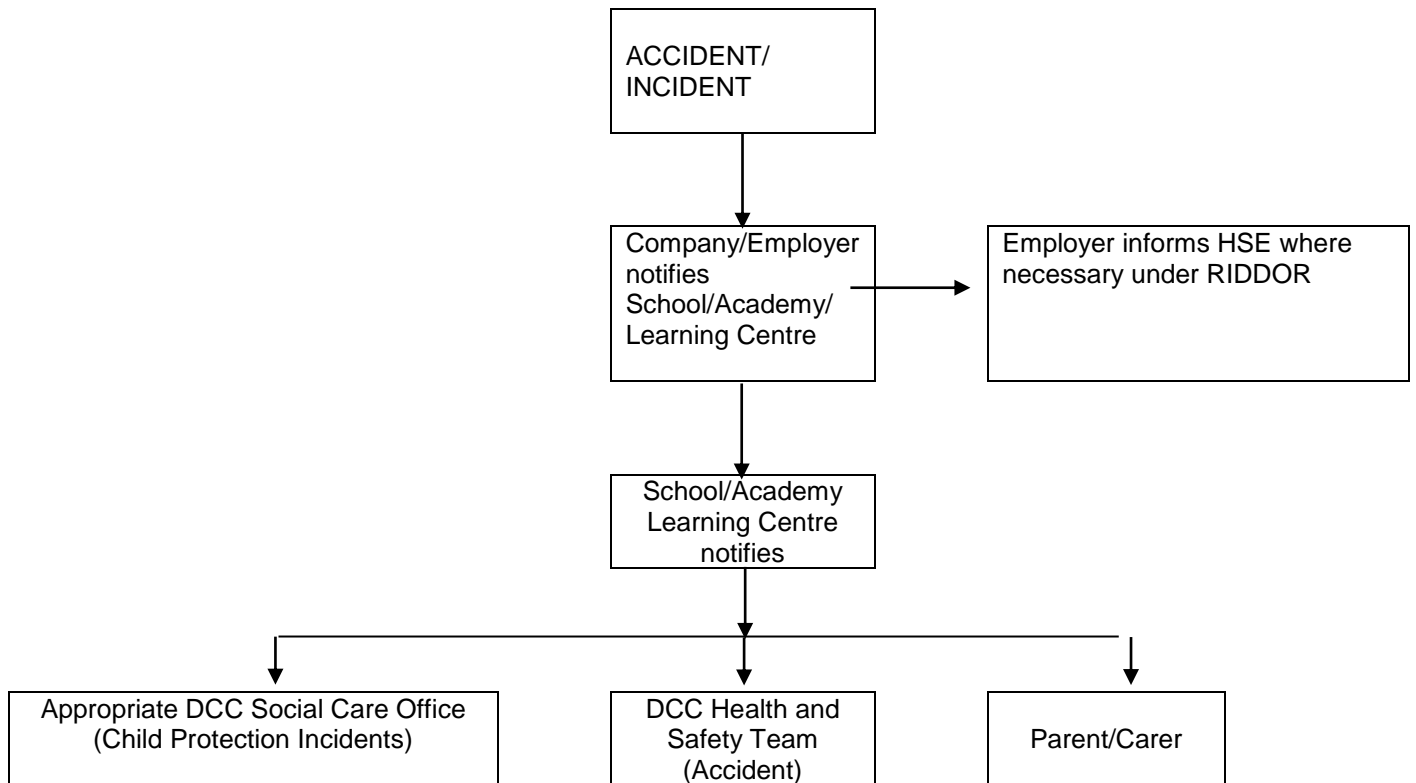 ACCIDENT/
INCIDENT
Company/Employer
notifies
School/Academy/
Learning Centre
Employer informs HSE where
necessary under RIDDOR
School/Academy
Learning Centre
notifies
Appropriate DCC Social Care Office
(Child Protection Incidents)
DCC Health and
Safety Team
(Accident)
Parent/Carer